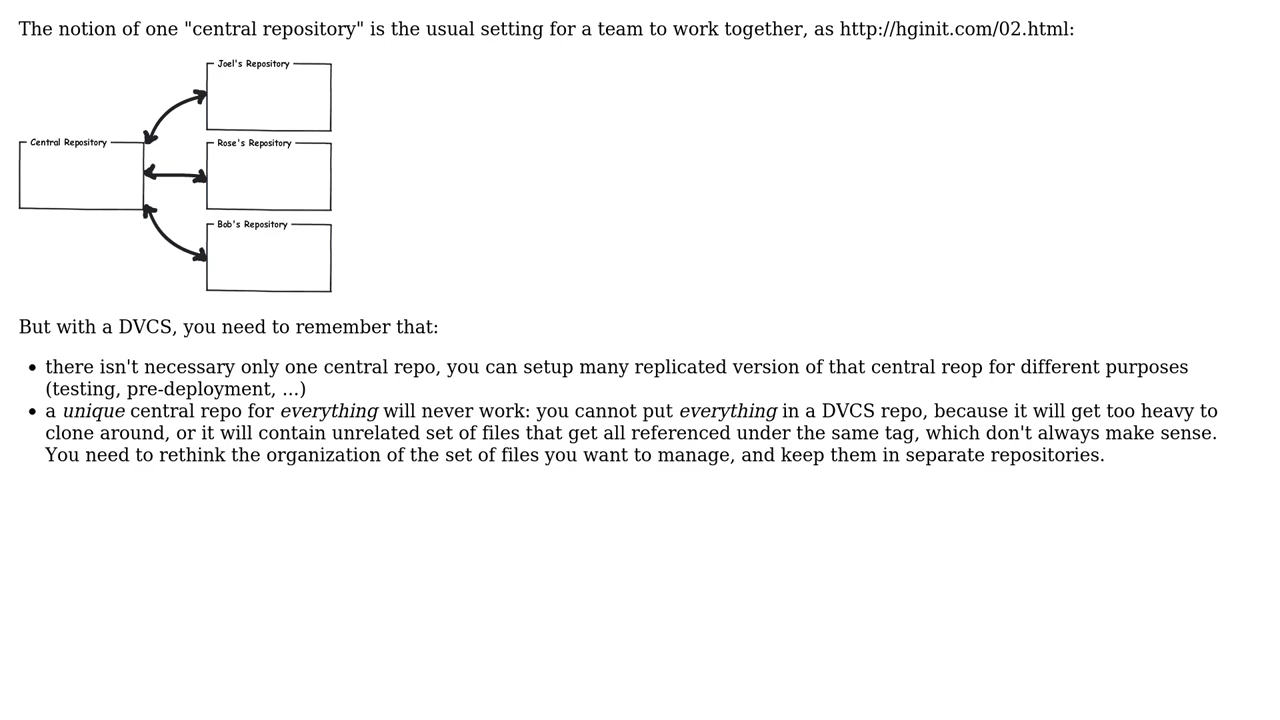 The notion of one "central repository" is the usual setting for a team to work together, as http://hginit.com/02.html:
Joel's Repository
Central Repository
Rose's Repository
Bob's Repository
But with a DVCS, you need to remember that:
• there isn't necessary only one central repo, you can setup many replicated version of that central reop for different purposes
(testing, pre-deployment, ...)
• a unique central repo for everything will never work: you cannot put everything in a DVCS repo, because it will get too heavy to
clone around, or it will contain unrelated set of files that get all referenced under the same tag, which don't always make sense.
You need to rethink the organization of the set of files you want to manage, and keep them in separate repositories.